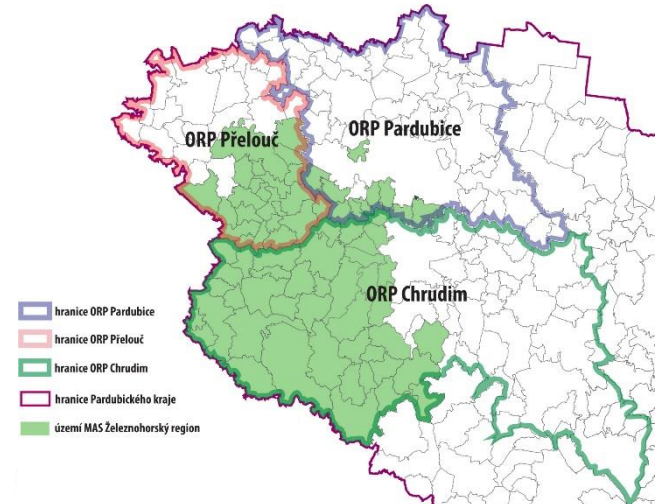 ORP Přelouč
ORP Pardubice
ORP Chrudim
hranice ORP Pardubice
hranice ORP Přelouč
hranice ORP Chrudim
hranice Pardubického kraje
území MAS Železnohorský region